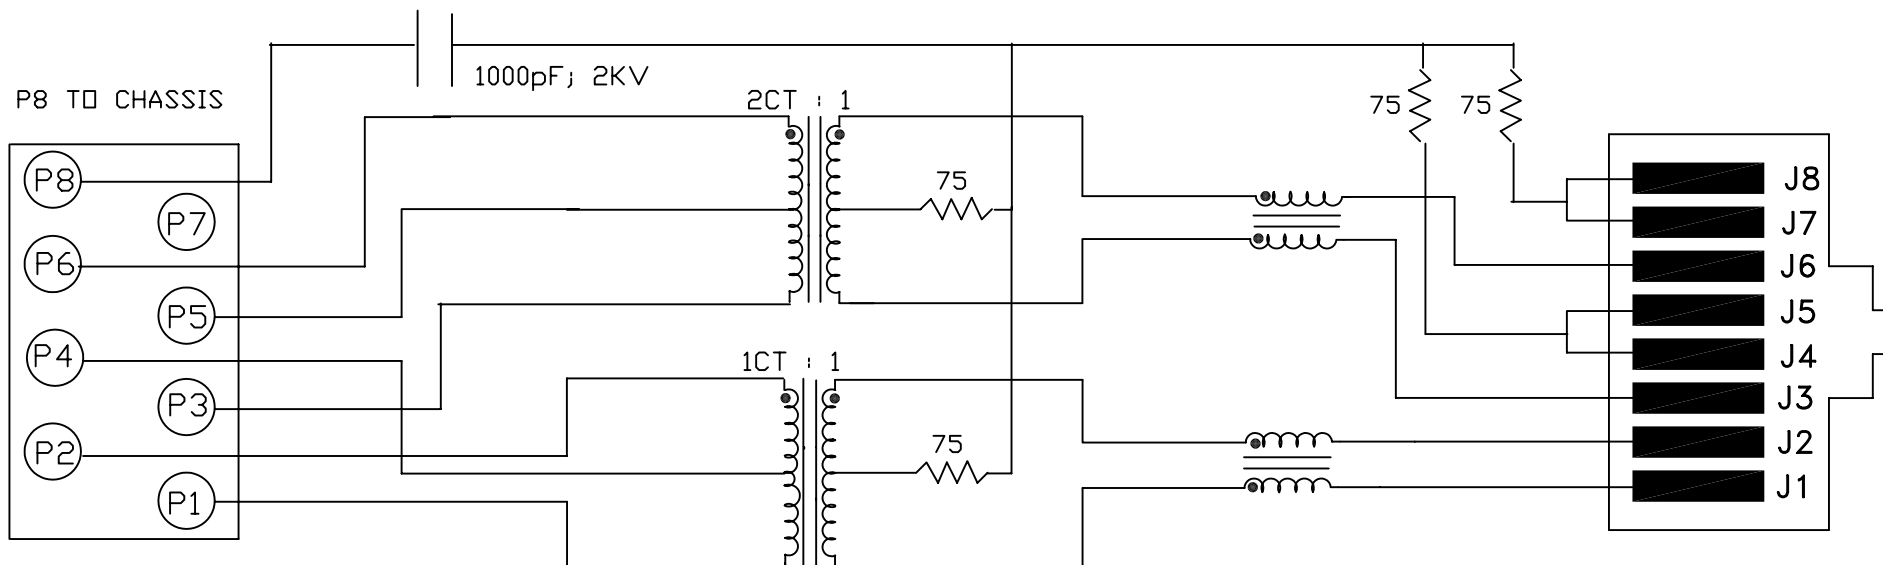 1000pF; 2KV
P8 TO CHASSIS
2CT : 1
75
75
P8
J8
75
P7
J7
P6
J6
P5
J5
P4
1CT : 1
J4
P3
J3
P2
75
J2
P1
J1